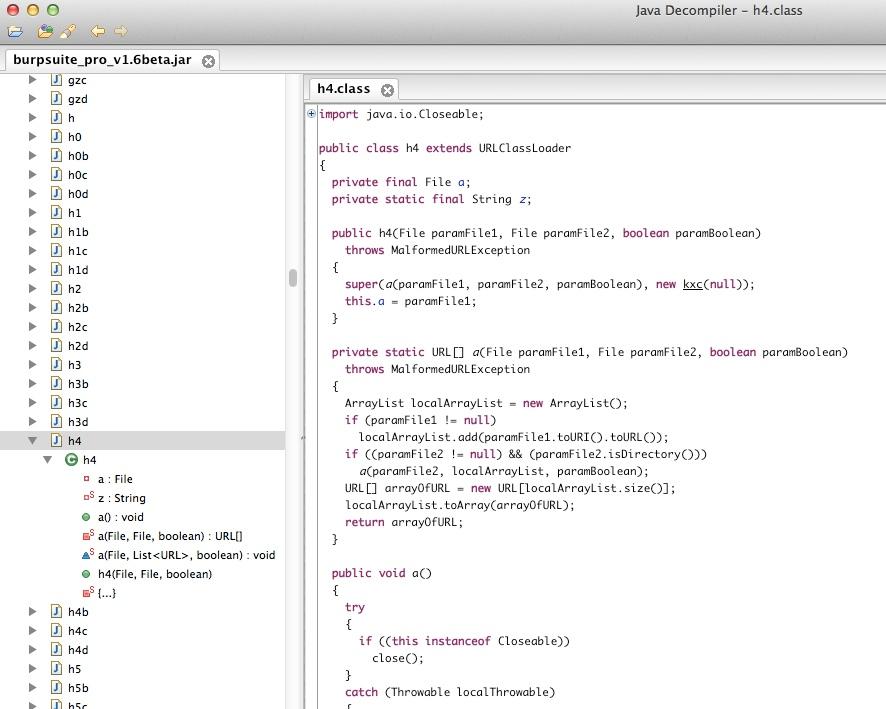 Java Decompiler - h4.class
burpsuite_pro_v1.6beta.jar
gzc
gzd
h
h0
h0b
h0c
h0d
h1
h1b
h1c
h1d
h2
h2b
h2c
h2d
h3
h3b
h3c
h3d
h4
h4
a : File
z : String
a() : void
a(File, File, boolean) : URL[]
a(File, List<URL>, boolean) : void
h4(File, File, boolean)
{...}
h4b
h4c
h4d
h5
h5b
h5c
h4.class
import java.io.Closeable;
public class h4 extends URLClassLoader
{
private final File a;
private static final String z;
public h4(File paramFile1, File paramFile2, boolean paramBoolean)
throws MalformedURLException
{
super(a(paramFile1, paramFile2, paramBoolean), new kxc(null));
this.a = paramFile1;
}
private static URL[] a(File paramFile1, File paramFile2, boolean paramBoolean)
throws MalformedURLException
{
ArrayList localArrayList = new ArrayList();
if (paramFile1 != null)
localArrayList.add(paramFile1.toURI().toURL());
if ((paramFile2 != null) && (paramFile2.isDirectory()))
a(paramFile2, localArrayList, paramBoolean);
URL[] arrayOfURL = new URL[localArrayList.size()];
localArrayList.toArray(arrayOfURL);
return arrayOfURL;
}
public void a()
{
try
{
if ((this instanceof Closeable))
close();
}
catch (Throwable localThrowable)
{